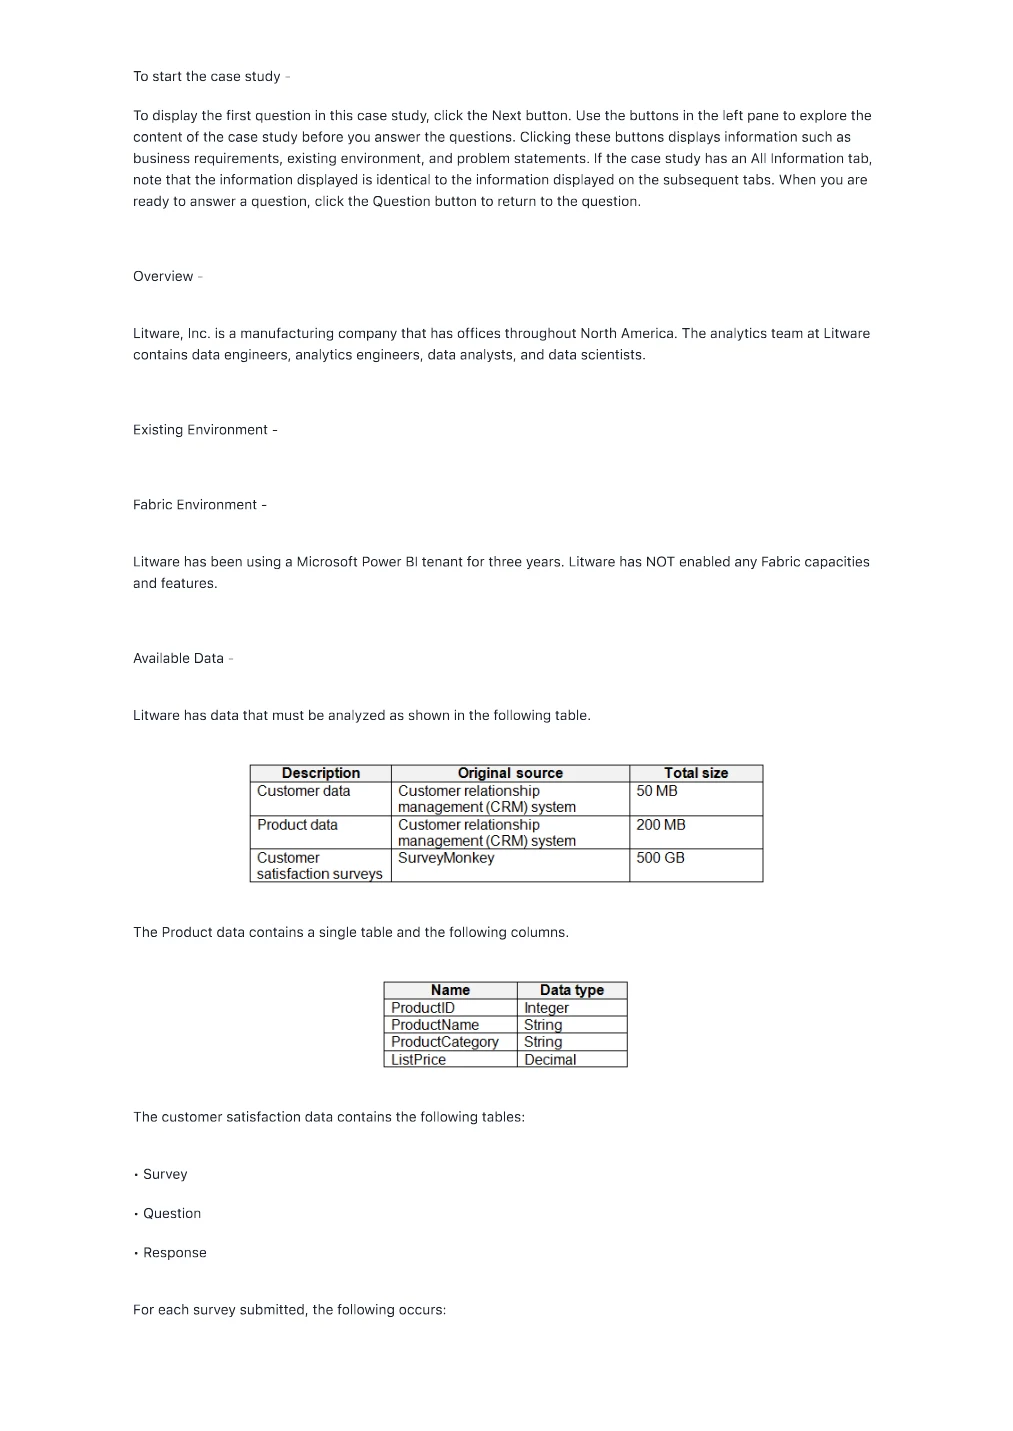 To start the case study -
To display the first question in this case study, click the Next button. Use the buttons in the left pane to explore the
content of the case study before you answer the questions. Clicking these buttons displays information such as
business requirements, existing environment, and problem statements. If the case study has an All Information tab,
note that the information displayed is identical to the information displayed on the subsequent tabs. When you are
ready to answer a question, click the Question button to return to the question.
Overview -
Litware, Inc. is a manufacturing company that has offices throughout North America. The analytics team at Litware
contains data engineers, analytics engineers, data analysts, and data scientists.
Existing Environment -
Fabric Environment -
Litware has been using a Microsoft Power BI tenant for three years. Litware has NOT enabled any Fabric capacities
and features.
Available Data -
Litware has data that must be analyzed as shown in the following table.
Description Original source Total size
Customer data Customer relationship 50 MB
management (CRM) system
Product data Customer relationship 200 MB
management (CRM) system
Customer SurveyMonkey 500 GB
satisfaction surveys
The Product data contains a single table and the following columns.
Name Data type
ProductID Integer
ProductName String
ProductCategory String
ListPrice Decimal
The customer satisfaction data contains the following tables:
• Survey
• Question
• Response
For each survey submitted, the following occurs: